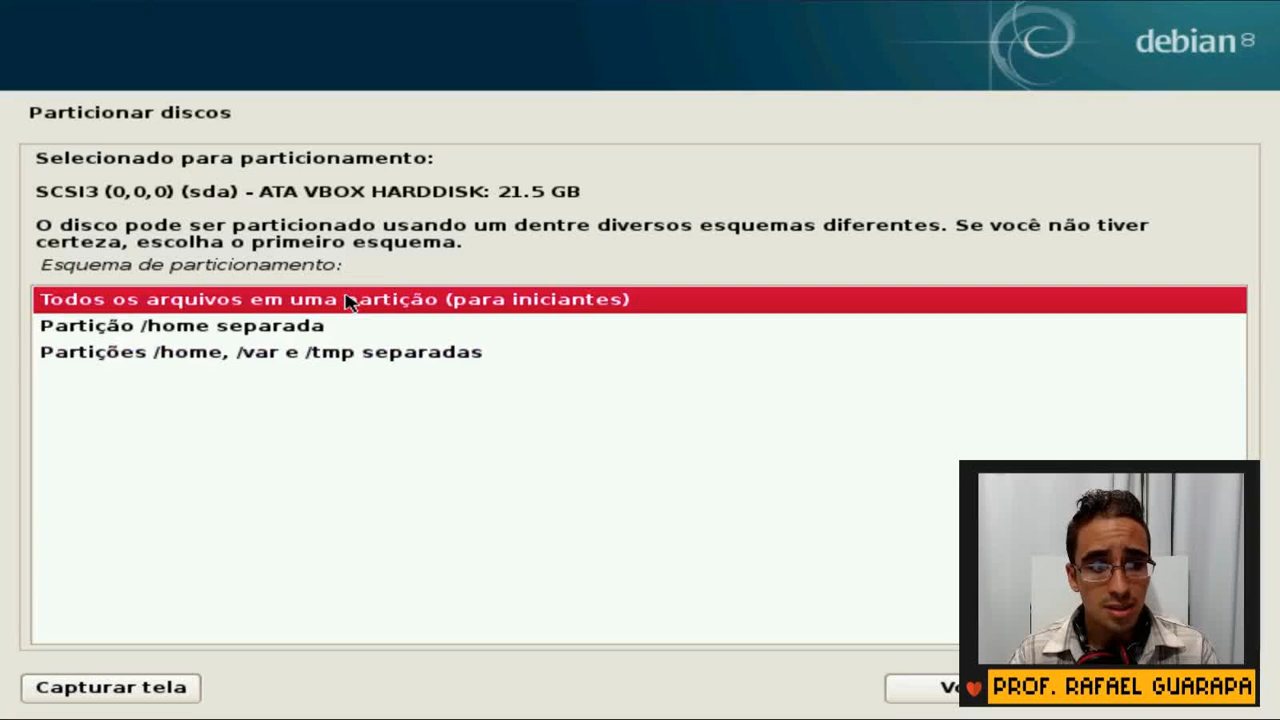 debian 8
Particionar discos
Selecionado para particionamento:
SCSI3 (0,0,0) (sda) - ATA VBOX HARDDISK: 21.5 GB
O disco pode ser particionado usando um dentre diversos esquemas diferentes. Se você não tiver
certeza, escolha o primeiro esquema.
Esquema de particionamento:
Todos os arquivos em uma partição (para iniciantes)
Partição /home separada
Partições /home, /var e /tmp separadas
Capturar tela
PROF. RAFAEL GUARAPA